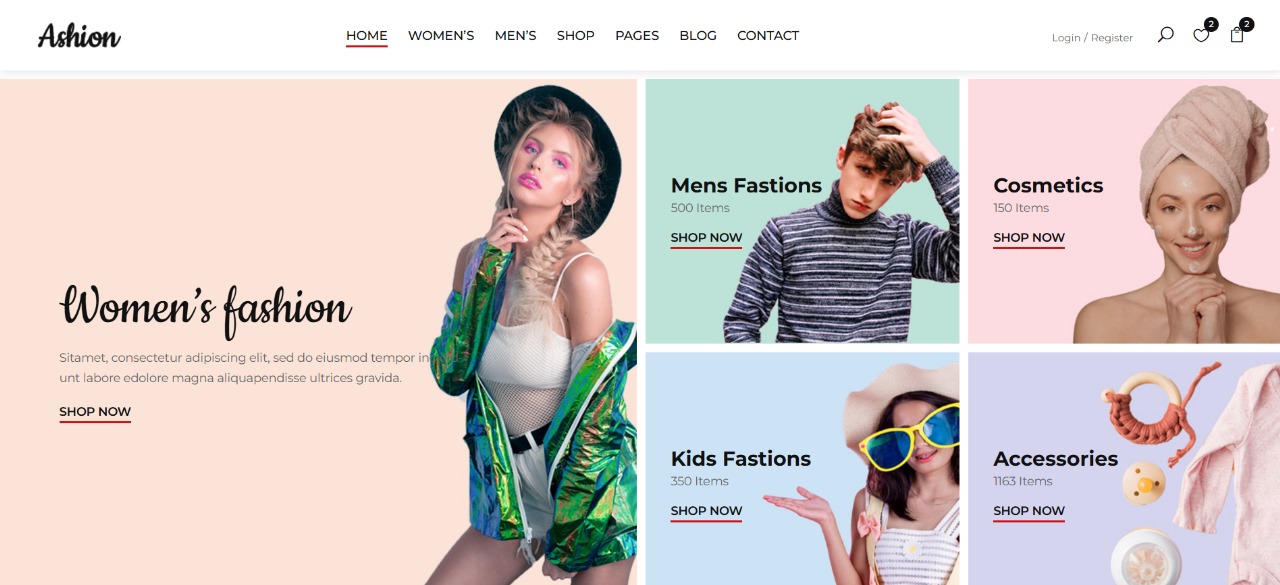 Ashion
HOME WOMEN'S MEN'S SHOP PAGES BLOG CONTACT
Login / Register
2
2
Women's fashion
Sitamet, consectetur adipiscing elit, sed do eiusmod tempor
unt labore edolore magna aliquapendisse ultrices gravida.
SHOP NOW
Mens Fastions
500 Items
SHOP NOW
Cosmetics
150 Items
SHOP NOW
Kids Fastions
350 Items
SHOP NOW
Accessories
1163 Items
SHOP NOW